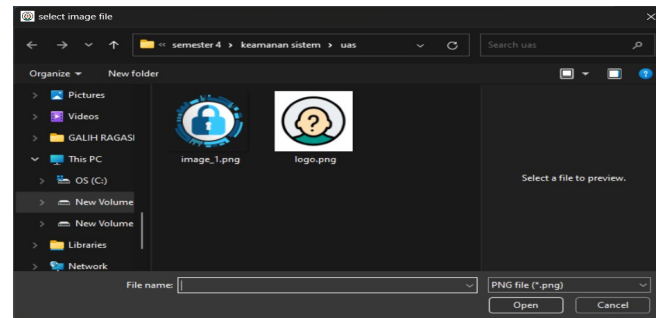 select image file
« semester 4 › keamanan sistem › uas
Search uas
Organize
New folder
Pictures
Videos
GALIH RAGASI
This PC
OS (C:)
New Volume
New Volume
Libraries
Network
image_1.png
logo.png
Select a file to preview.
File name:
PNG file (*.png)
Open
Cancel